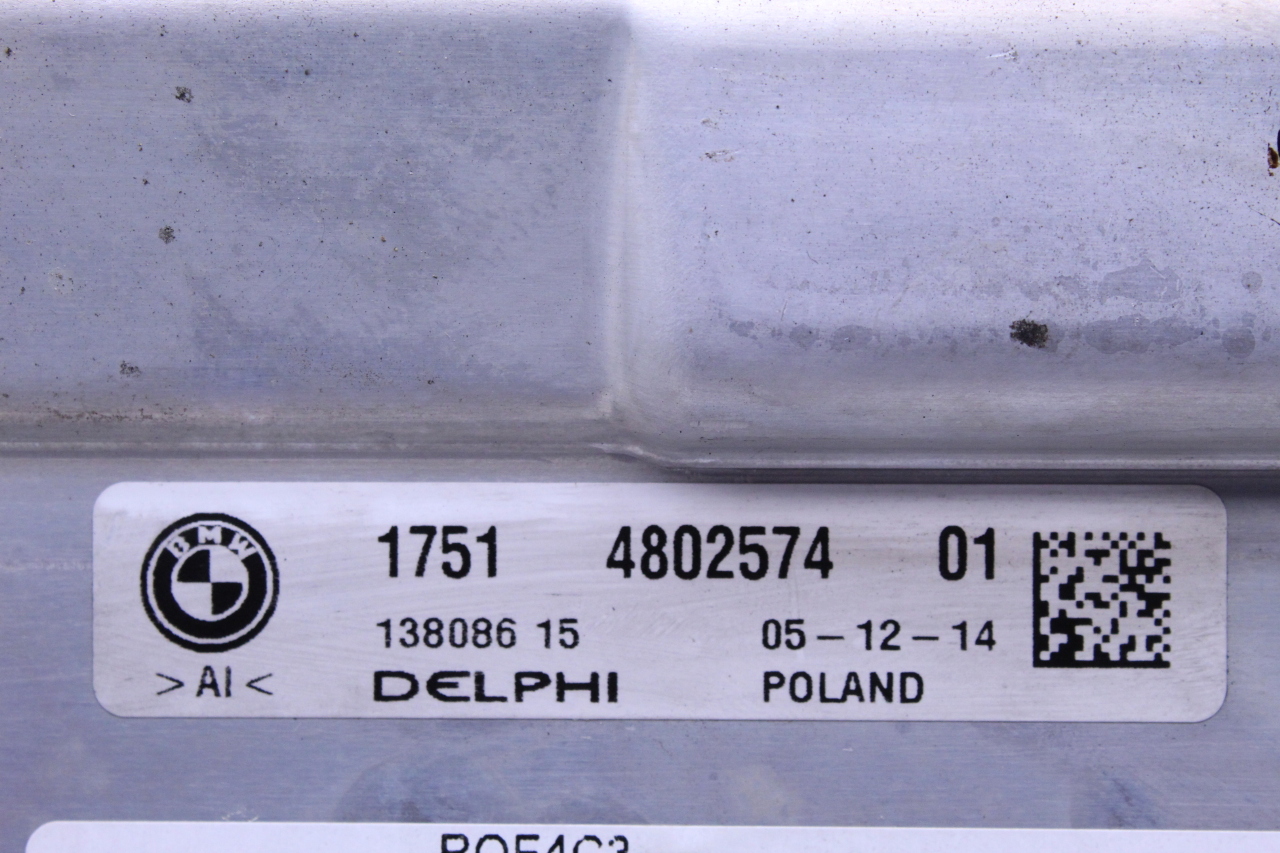 BMW
1751 4802574 01
138086 15 05-12-14
>AI< DELPHI POLAND